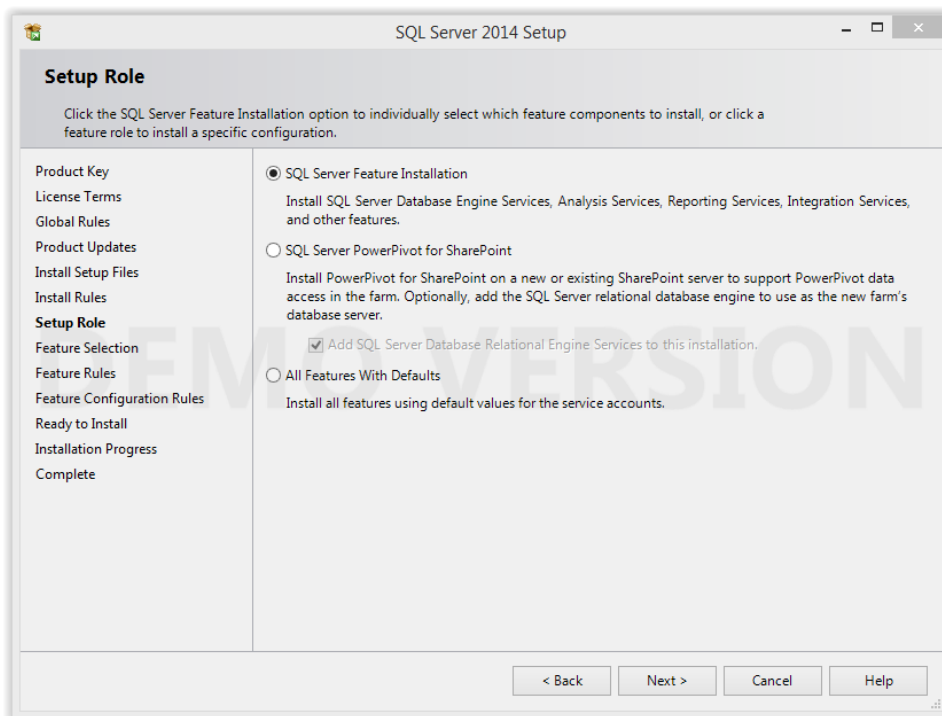 SQL Server 2014 Setup
Setup Role
Click the SQL Server Feature Installation option to individually select which feature components to install, or click a
feature role to install a specific configuration.
Product Key
License Terms
Global Rules
Product Updates
Install Setup Files
Install Rules
Setup Role
Feature Selection
Feature Rules
Feature Configuration Rules
Ready to Install
Installation Progress
Complete
SQL Server Feature Installation
Install SQL Server Database Engine Services, Analysis Services, Reporting Services, Integration Services,
and other features.
SQL Server PowerPivot for SharePoint
Install PowerPivot for SharePoint on a new or existing SharePoint server to support PowerPivot data
access in the farm. Optionally, add the SQL Server relational database engine to use as the new farm's
database server.
Add SQL Server Database Relational Engine Services to this installation.
All Features With Defaults
Install all features using default values for the service accounts.
DEMO VERSION
< Back
Next >
Cancel
Help